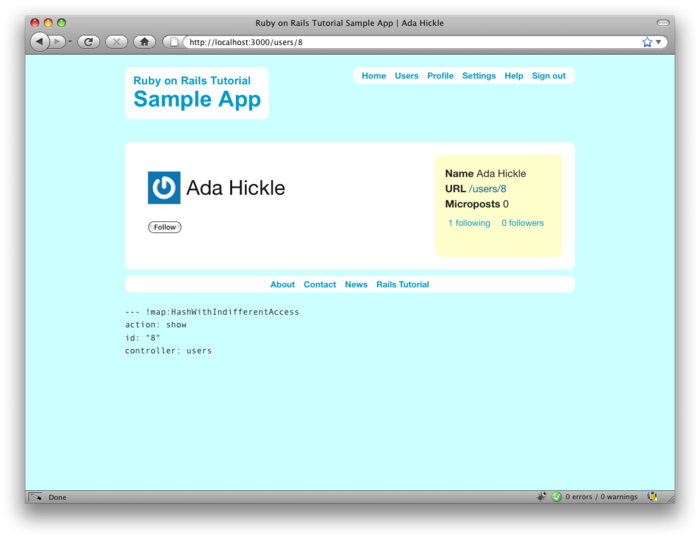 Ruby on Rails Tutorial Sample App | Ada Hickle
http://localhost:3000/users/8
Ruby on Rails Tutorial
Sample App
Home Users Profile Settings Help Sign out
Ada Hickle
Follow
Name Ada Hickle
URL /users/8
Microposts 0
1 following 0 followers
About Contact News Rails Tutorial
--- !map:HashWithIndifferentAccess
action: show
id: "8"
controller: users
Done
0 errors / 0 warnings